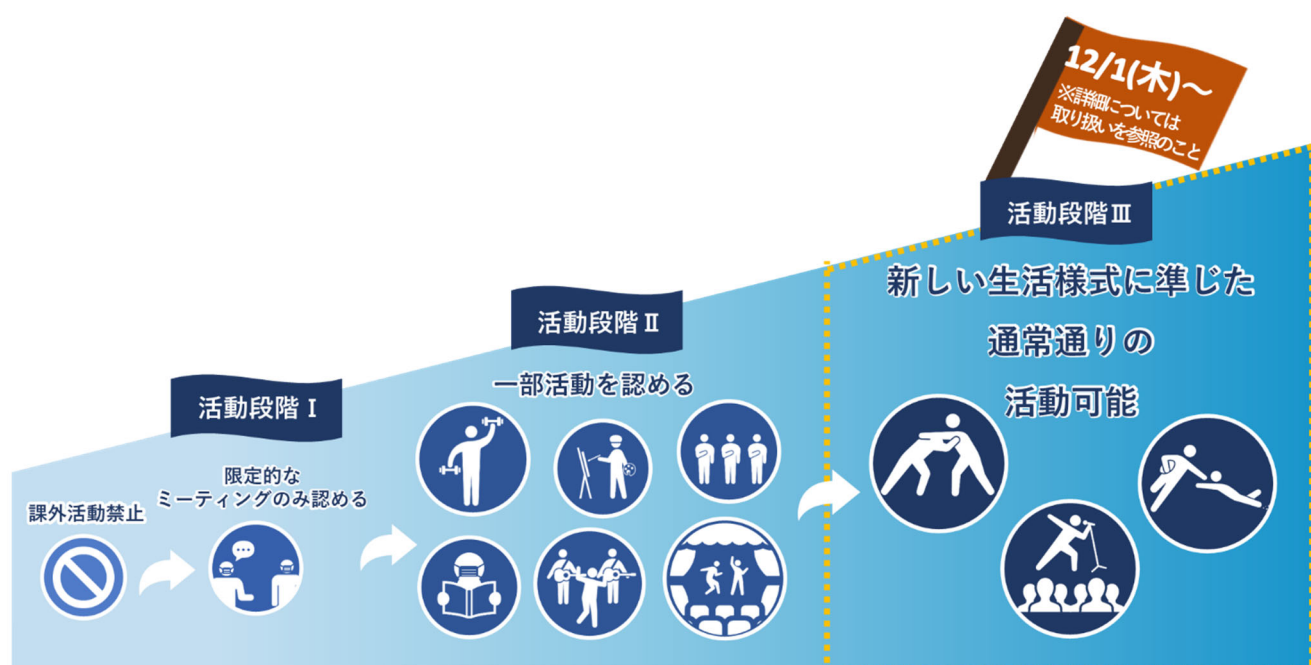 12/1(木)～
※詳細については
取り扱いを参照のこと
活動段階Ⅲ
新しい生活様式に準じた
通常通りの
活動可能
活動段階Ⅱ
一部活動を認める
活動段階Ⅰ
限定的な
ミーティングのみ認める
課外活動禁止